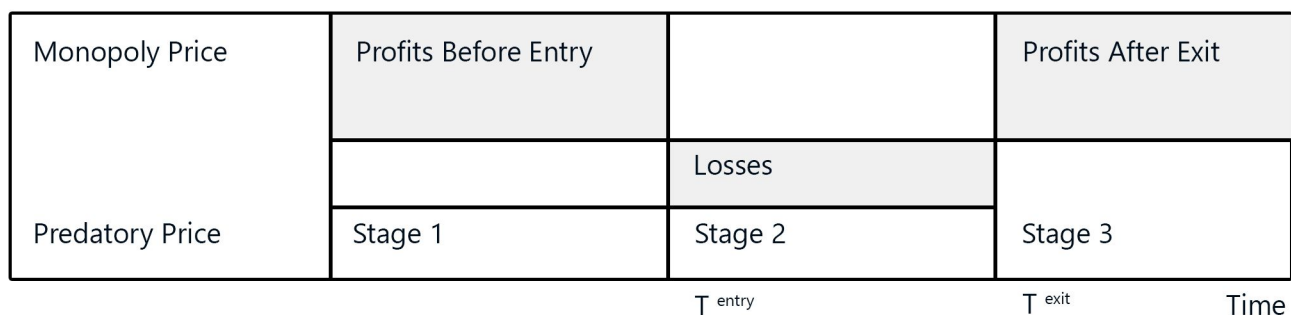 Monopoly Price
Profits Before Entry
Profits After Exit
Losses
Predatory Price
Stage 1
Stage 2
Stage 3
T entry
T exit
Time